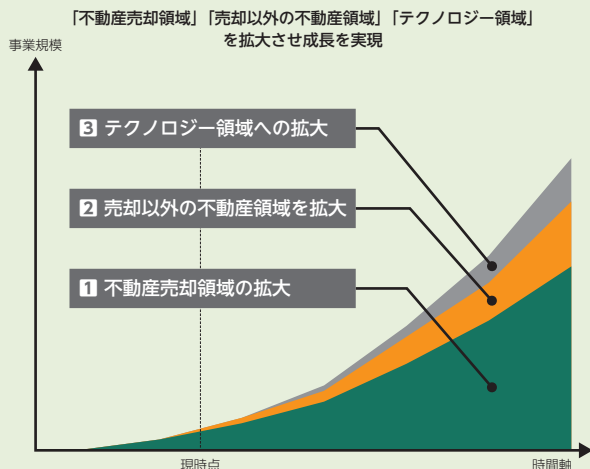 「不動産売却領域」「売却以外の不動産領域」「テクノロジー領域」
を拡大させ成長を実現
事業規模
3 テクノロジー領域への拡大
2 売却以外の不動産領域を拡大
1 不動産売却領域の拡大
現時点
時間軸